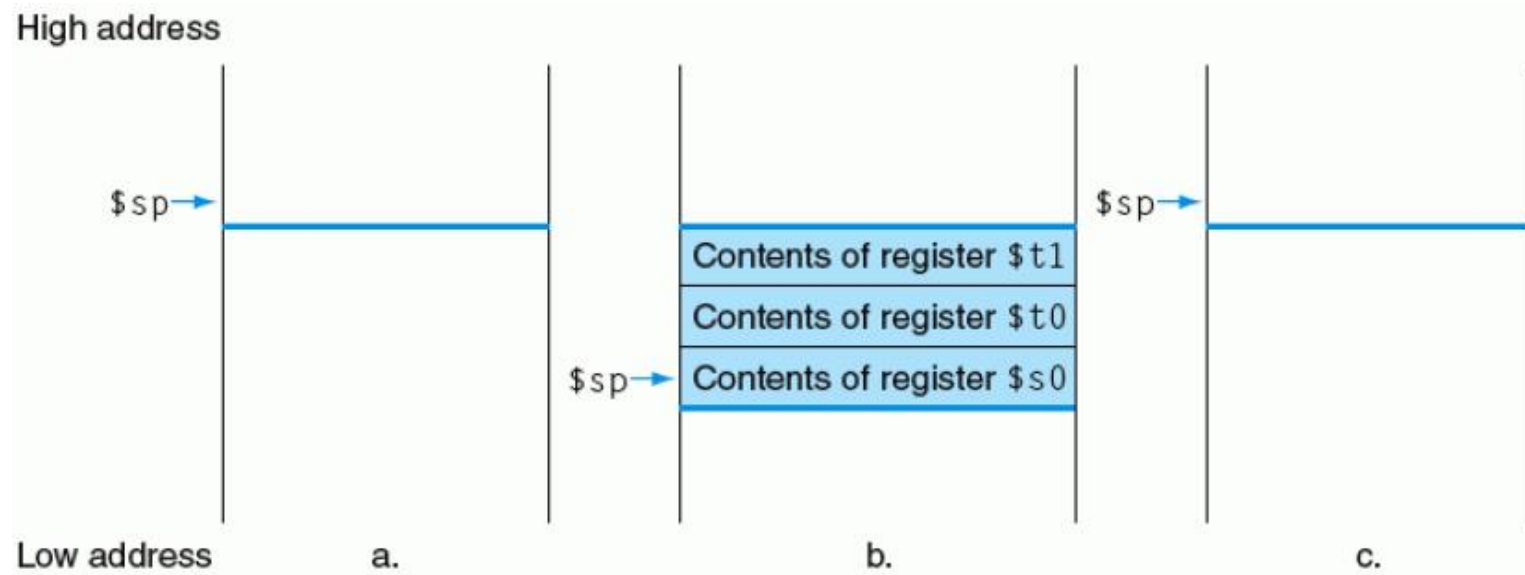 High address
$sp
$sp
Contents of register $t1
Contents of register $t0
$sp
Contents of register $s0
Low address
a.
b.
c.